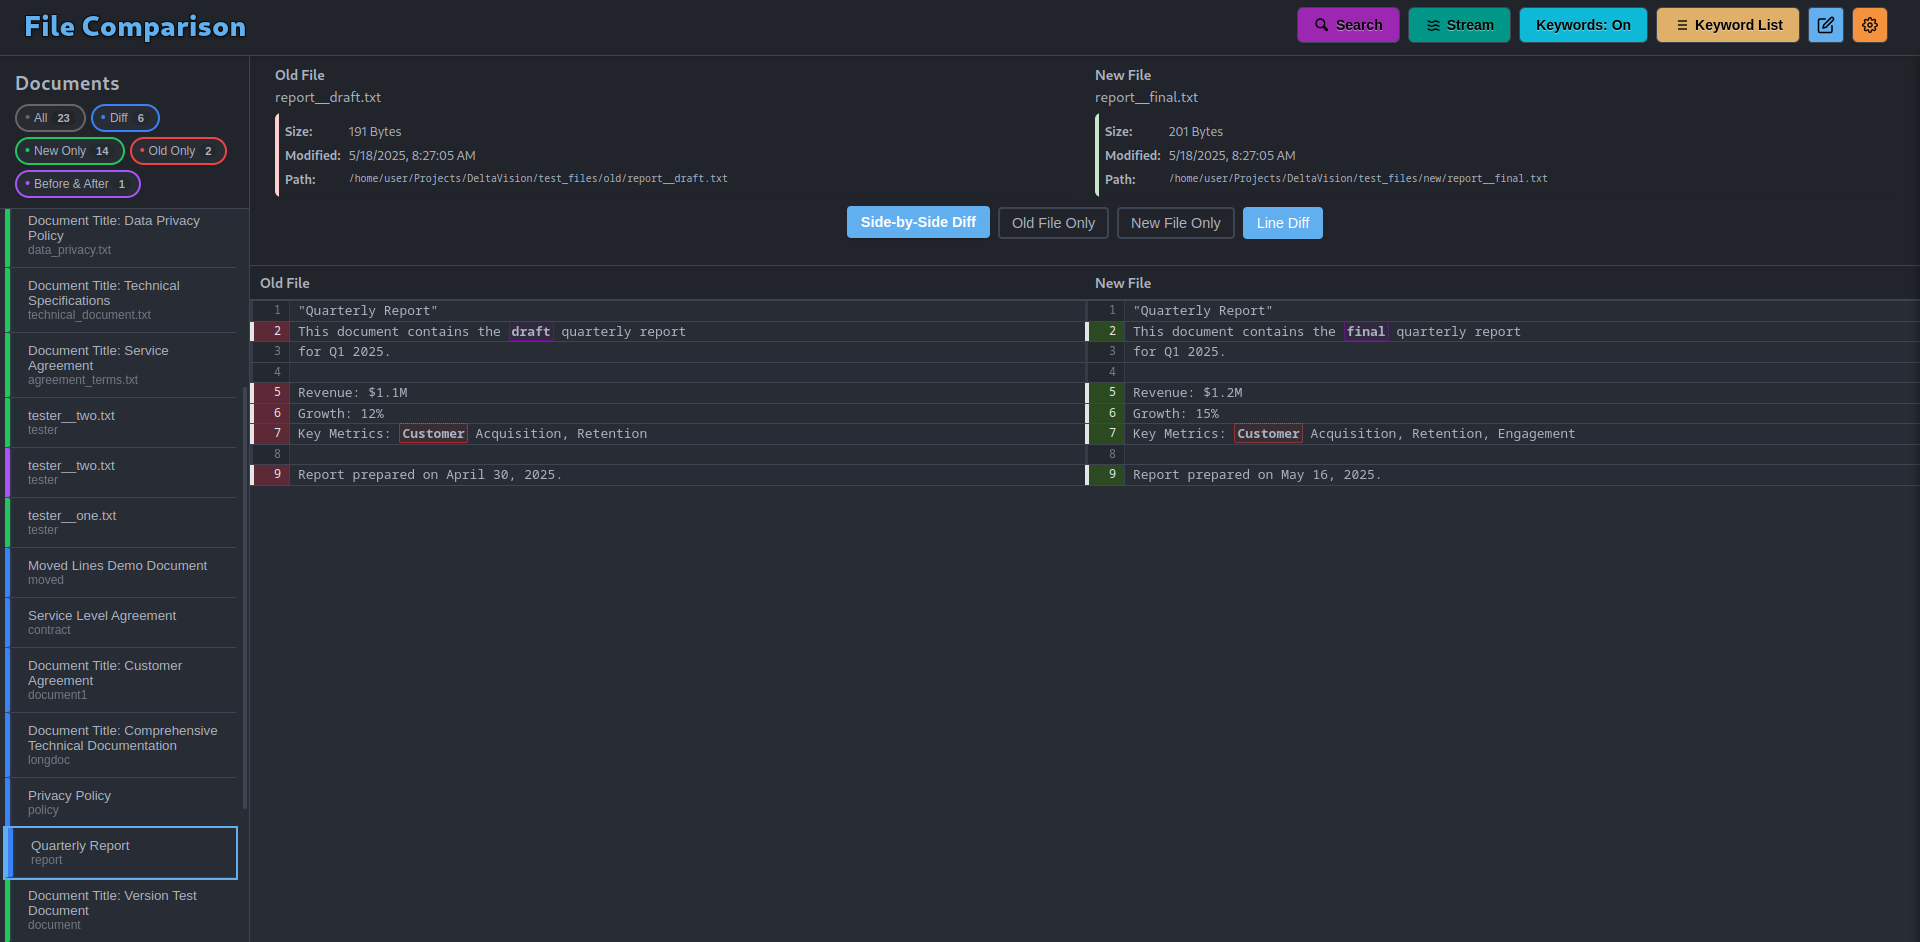 File Comparison
Search
Stream
Keywords: On
Keyword List
Documents
All 23
Diff 6
New Only 14
Old Only 2
Before & After 1
Document Title: Data Privacy
Policy
data_privacy.txt
Document Title: Technical
Specifications
technical_document.txt
Document Title: Service
Agreement
agreement_terms.txt
tester__two.txt
tester
tester__two.txt
tester
tester__one.txt
tester
Moved Lines Demo Document
moved
Service Level Agreement
contract
Document Title: Customer
Agreement
document1
Document Title: Comprehensive
Technical Documentation
longdoc
Privacy Policy
policy
Quarterly Report
report
Document Title: Version Test
Document
document
Old File
report__draft.txt
Size: 191 Bytes
Modified: 5/18/2025, 8:27:05 AM
Path: /home/user/Projects/DeltaVision/test_files/old/report__draft.txt
New File
report__final.txt
Size: 201 Bytes
Modified: 5/18/2025, 8:27:05 AM
Path: /home/user/Projects/DeltaVision/test_files/new/report__final.txt
Side-by-Side Diff
Old File Only
New File Only
Line Diff
Old File
1 "Quarterly Report"
2 This document contains the draft quarterly report
3 for Q1 2025.
4
5 Revenue: $1.1M
6 Growth: 12%
7 Key Metrics: Customer Acquisition, Retention
8
9 Report prepared on April 30, 2025.
New File
1 "Quarterly Report"
2 This document contains the final quarterly report
3 for Q1 2025.
4
5 Revenue: $1.2M
6 Growth: 15%
7 Key Metrics: Customer Acquisition, Retention, Engagement
8
9 Report prepared on May 16, 2025.